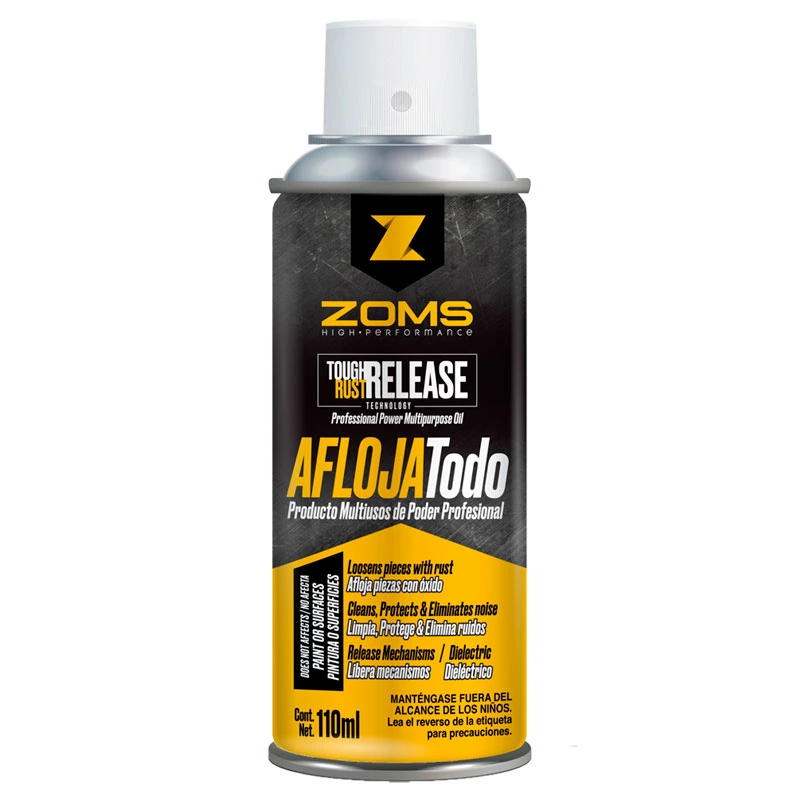 Z
ZOMS
HIGH•PERFORMANCE
TOUGH
RUST
RELEASE
TECHNOLOGY
Professional Power Multipurpose Oil
AFLOJATodo
Producto Multiusos de Poder Profesional
DOES NOT AFFECTS / NO AFECTA
PAINT OR SURFACES
PINTURA O SUPERFICIES
Loosens pieces with rust
Afloja piezas con óxido
Cleans, Protects & Eliminates noise
Limpia, Protege & Elimina ruidos
Release Mechanisms / Dielectric
Libera mecanismos / Dieléctrico
Cont. Net. 110ml
MANTÉNGASE FUERA DEL
ALCANCE DE LOS NIÑOS.
Lea el reverso de la etiqueta
para precauciones.